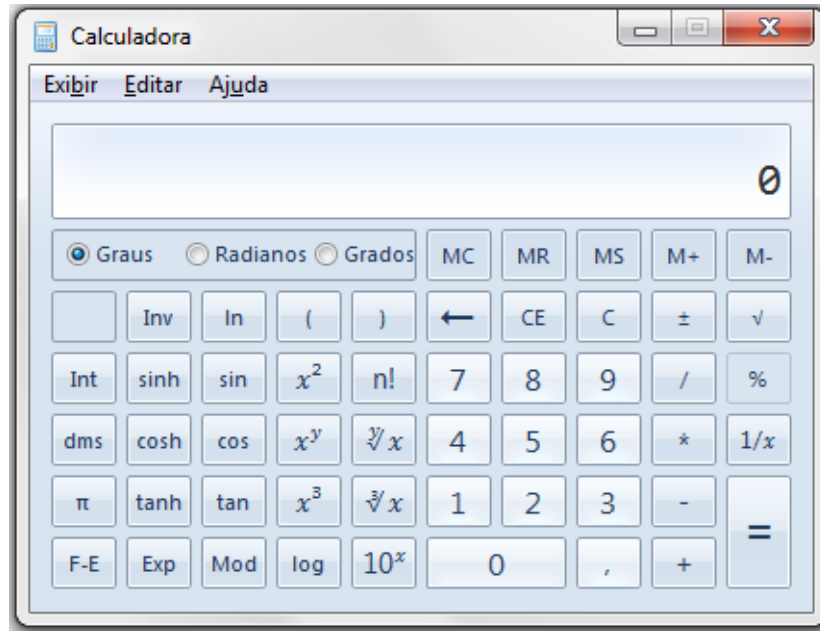 Calculadora
Exibir Editar Ajuda
0
Graus Radianos Grados MC MR MS M+ M-
Inv ln ( ) ← CE C ± √
Int sinh sin x² n! 7 8 9 / %
dms cosh cos xʸ ʸ√x 4 5 6 * 1/x
π tanh tan x³ ³√x 1 2 3 - =
F-E Exp Mod log 10ˣ 0 , +